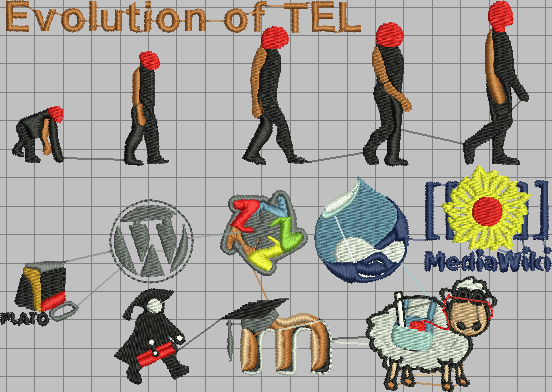 Evolution of TEL
W
MediaWiki
PLATO
m